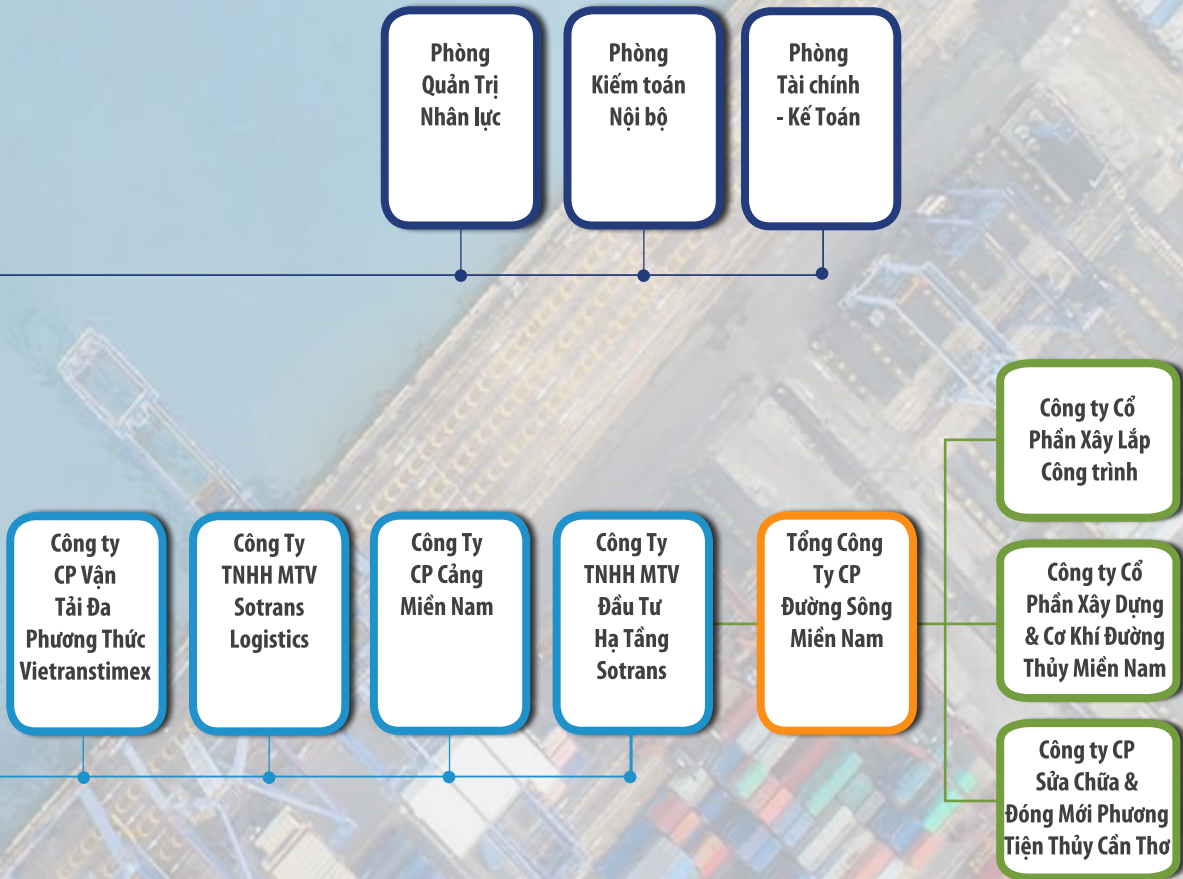 Phòng
Quản Trị
Nhân lực
Phòng
Kiểm toán
Nội bộ
Phòng
Tài chính
- Kế Toán
Công ty
CP Vận
Tải Đa
Phương Thức
Vietranstimex
Công Ty
TNHH MTV
Sotrans
Logistics
Công Ty
CP Cảng
Miền Nam
Công Ty
TNHH MTV
Đầu Tư
Hạ Tầng
Sotrans
Tổng Công
Ty CP
Đường Sông
Miền Nam
Công ty Cổ
Phần Xây Lắp
Công trình
Công ty Cổ
Phần Xây Dựng
& Cơ Khí Đường
Thủy Miền Nam
Công ty CP
Sửa Chữa &
Đóng Mới Phương
Tiện Thủy Cần Thơ